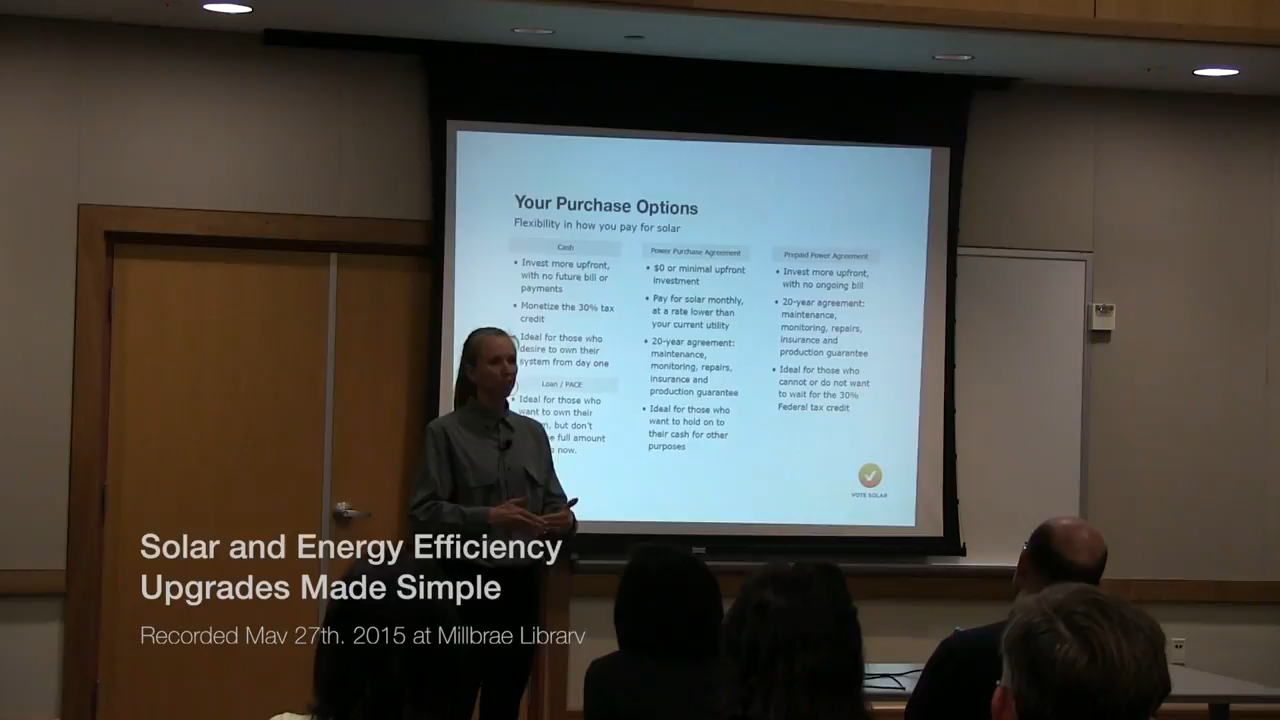 Your Purchase Options
Flexibility in how you pay for solar
Cash
• Invest more upfront,
with no future bill or
payments
• Monetize the 30% tax
credit
Ideal for those who
desire to own their
system from day one
Loan / PACE
• Ideal for those who
want to own their
but don't
full amount
now.
Power Purchase Agreement
• $0 or minimal upfront
investment
• Pay for solar monthly,
at a rate lower than
your current utility
• 20-year agreement:
maintenance,
monitoring, repairs,
insurance and
production guarantee
• Ideal for those who
want to hold on to
their cash for other
purposes
Prepaid Power Agreement
• Invest more upfront,
with no ongoing bill
• 20-year agreement:
maintenance,
monitoring, repairs,
insurance and
production guarantee
• Ideal for those who
cannot or do not want
to wait for the 30%
Federal tax credit
VOTE SOLAR
Solar and Energy Efficiency
Upgrades Made Simple
Recorded May 27th, 2015 at Millbrae Library